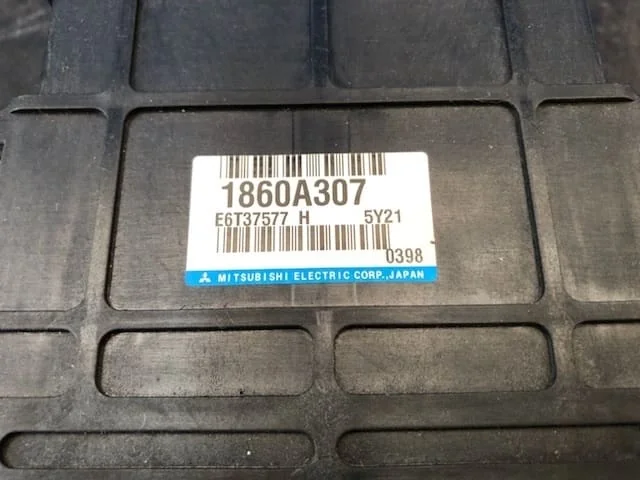 1860A307
E6T37577 H 5Y21
0398
MITSUBISHI ELECTRIC CORP.,JAPAN